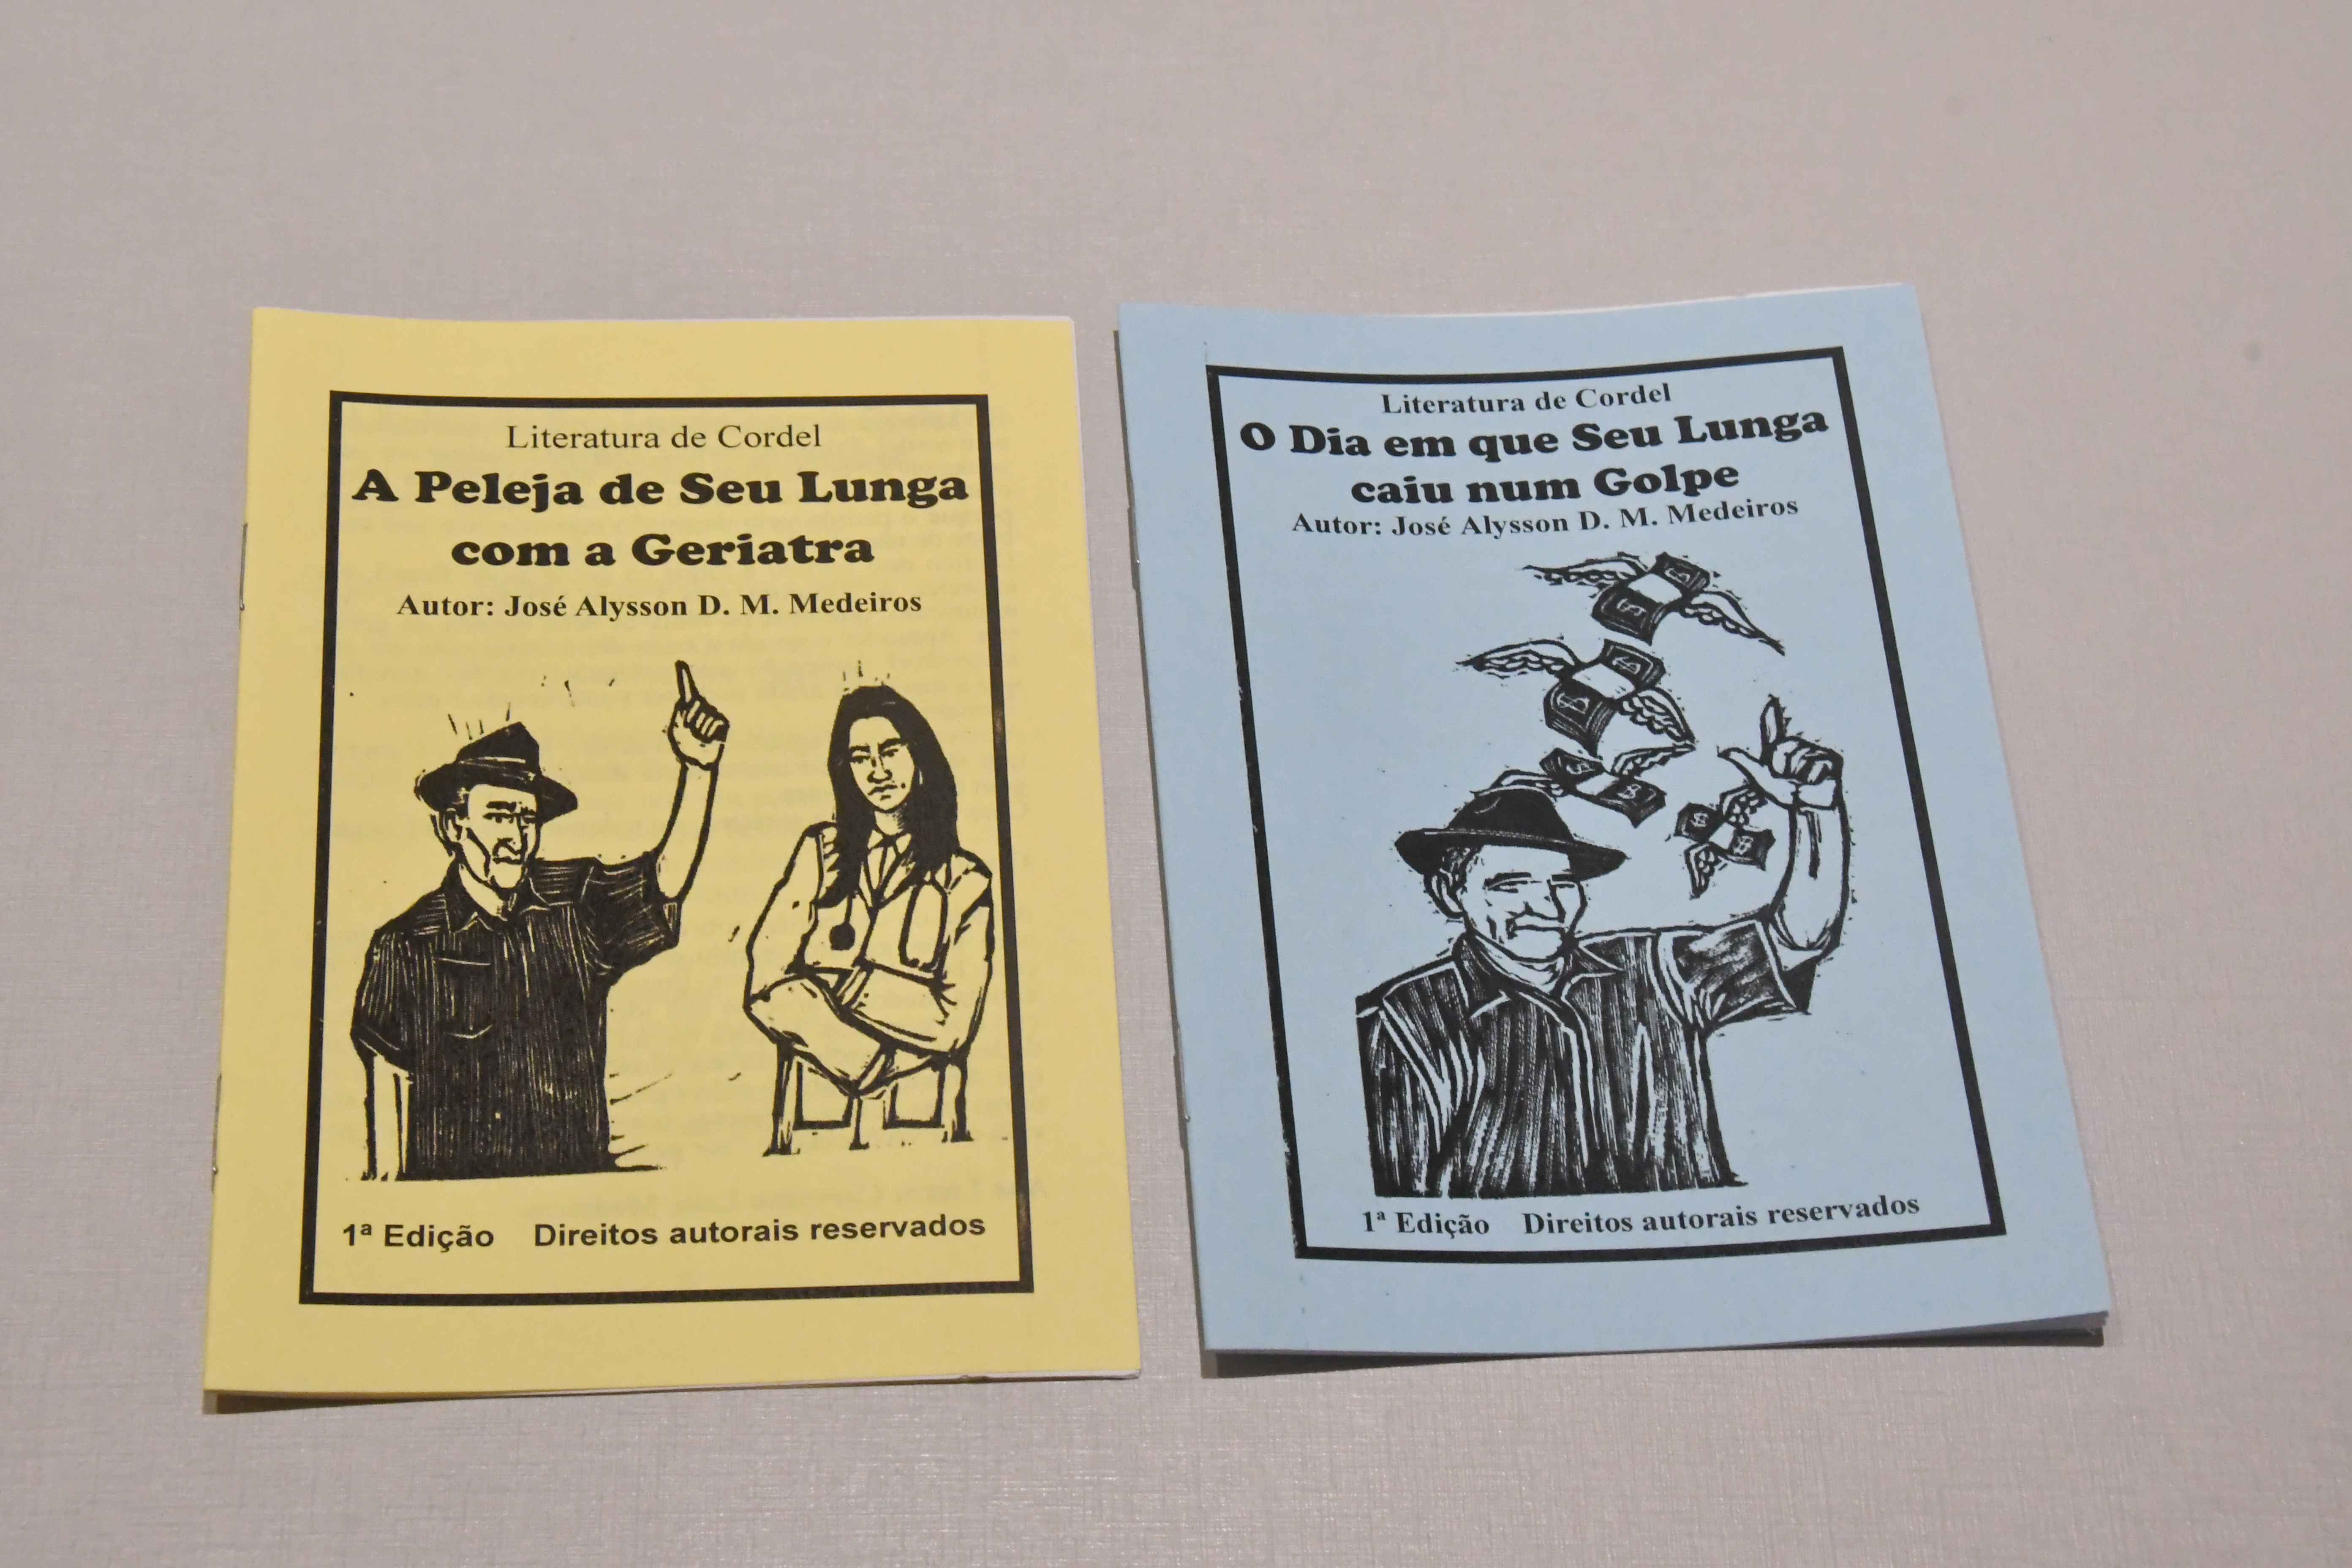 Literatura de Cordel
A Peleja de Seu Lunga
com a Geriatra
Autor: José Alysson D. M. Medeiros
1ª Edição Direitos autorais reservados
Literatura de Cordel
O Dia em que Seu Lunga
caiu num Golpe
Autor: José Alysson D. M. Medeiros
1ª Edição Direitos autorais reservados